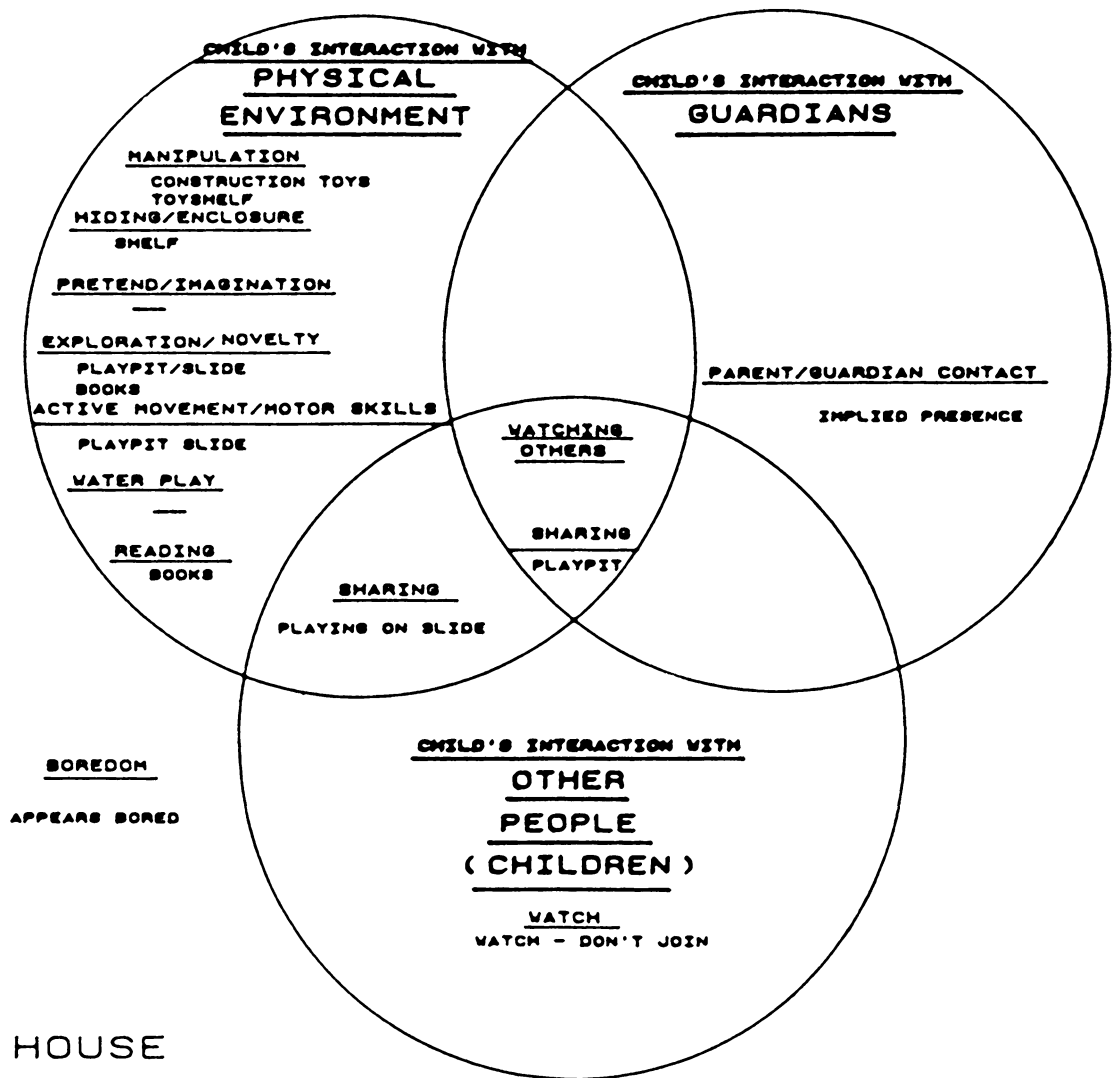 CHILD'S INTERACTION WITH
PHYSICAL
ENVIRONMENT
MANIPULATION
CONSTRUCTION TOYS
TOYSHELF
HIDING/ENCLOSURE
SHELF
PRETEND/IMAGINATION
—
EXPLORATION/NOVELTY
PLAYPIT/SLIDE
BOOKS
ACTIVE MOVEMENT/MOTOR SKILLS
PLAYPIT SLIDE
WATER PLAY
—
READING
BOOKS
CHILD'S INTERACTION WITH
GUARDIANS
PARENT/GUARDIAN CONTACT
IMPLIED PRESENCE
WATCHING
OTHERS
SHARING
PLAYPIT
SHARING
PLAYING ON SLIDE
CHILD'S INTERACTION WITH
OTHER
PEOPLE
(CHILDREN)
WATCH
WATCH - DON'T JOIN
BOREDOM
APPEARS BORED
HOUSE